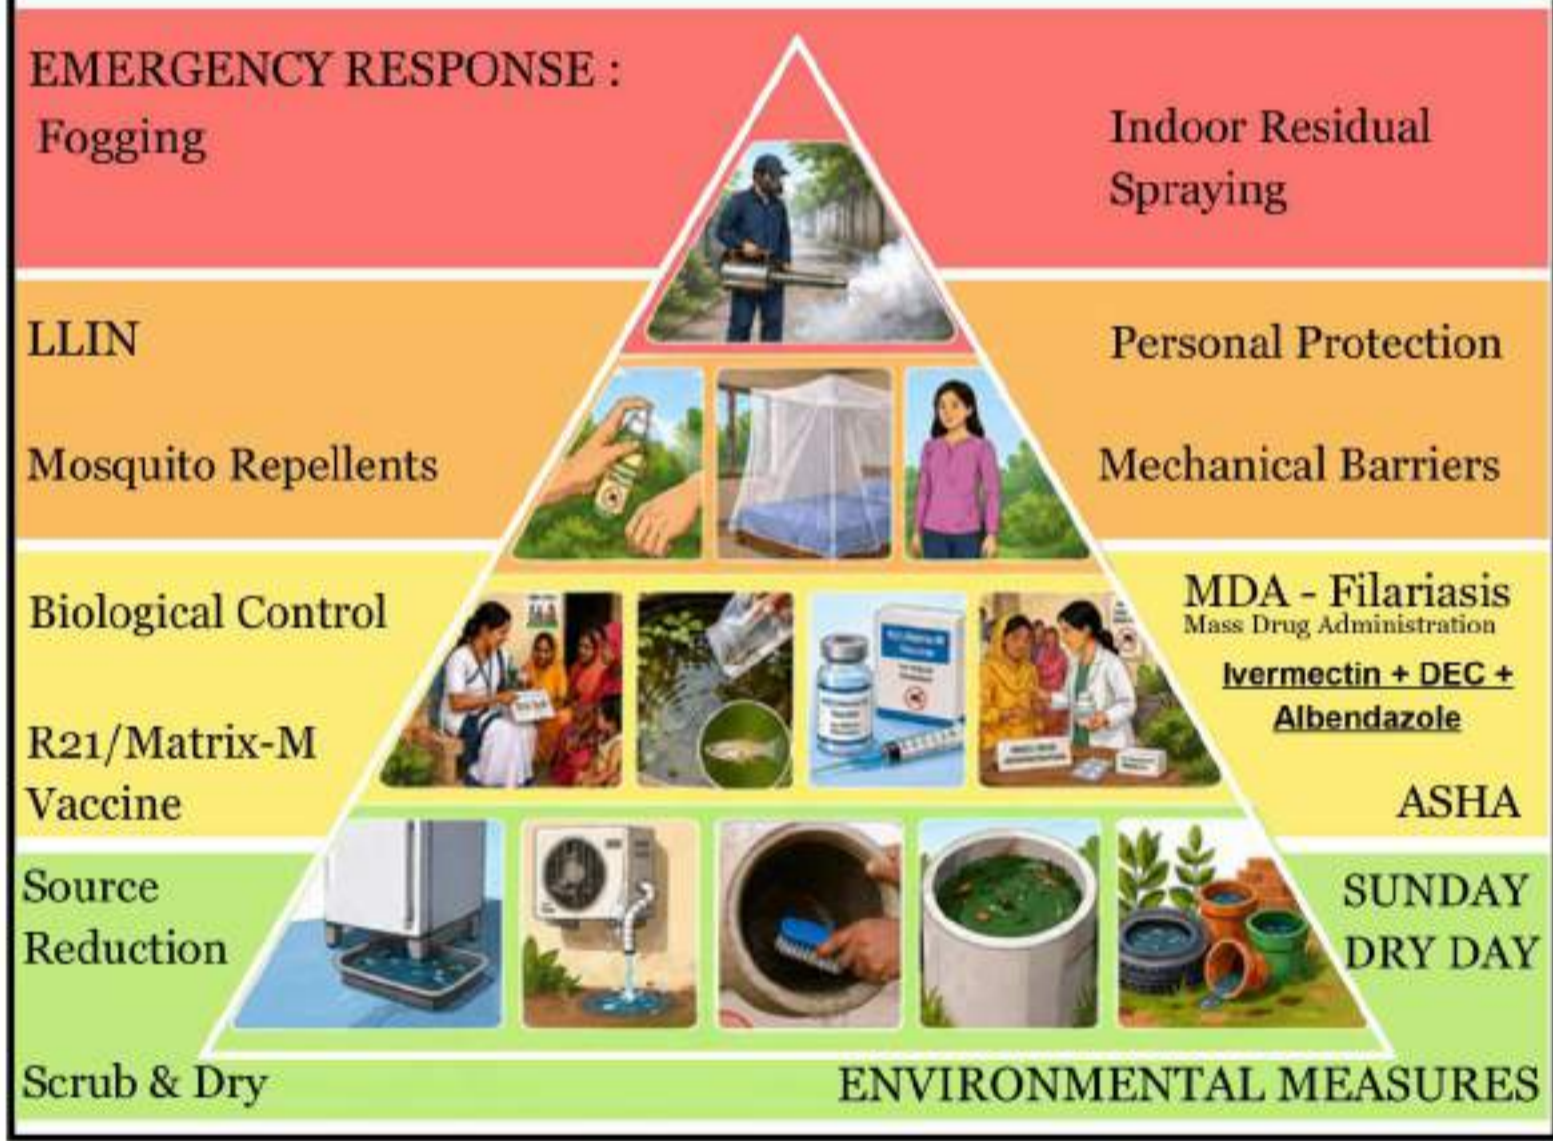 EMERGENCY RESPONSE :
Fogging
Indoor Residual
Spraying
LLIN
Personal Protection
Mosquito Repellents
Mechanical Barriers
Biological Control
MDA - Filariasis
Mass Drug Administration
Ivermectin + DEC +
Albendazole
R21/Matrix-M
Vaccine
ASHA
Source
Reduction
SUNDAY
DRY DAY
Scrub & Dry
ENVIRONMENTAL MEASURES